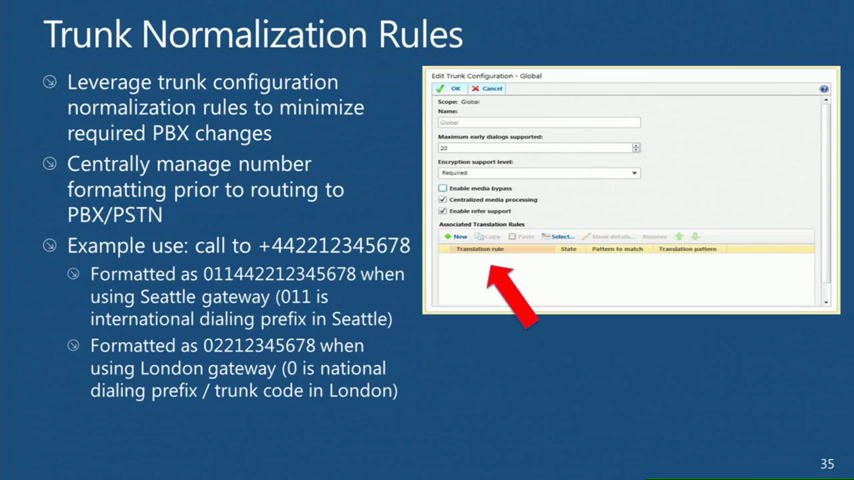 Trunk Normalization Rules
Leverage trunk configuration
normalization rules to minimize
required PBX changes
Centrally manage number
formatting prior to routing to
PBX/PSTN
Example use: call to +442212345678
Formatted as 011442212345678 when
using Seattle gateway (011 is
international dialing prefix in Seattle)
Formatted as 02212345678 when
using London gateway (0 is national
dialing prefix / trunk code in London)
Edit Trunk Configuration - Global
OK Cancel
Scope: Global
Name:
Global
Maximum early dialogs supported:
20
Encryption support level:
Required
Enable media bypass
Centralized media processing
Enable refer support
Associated Translation Rules
New Copy Paste Select... Show details... Remove
Translation rule State Pattern to match Translation pattern
35